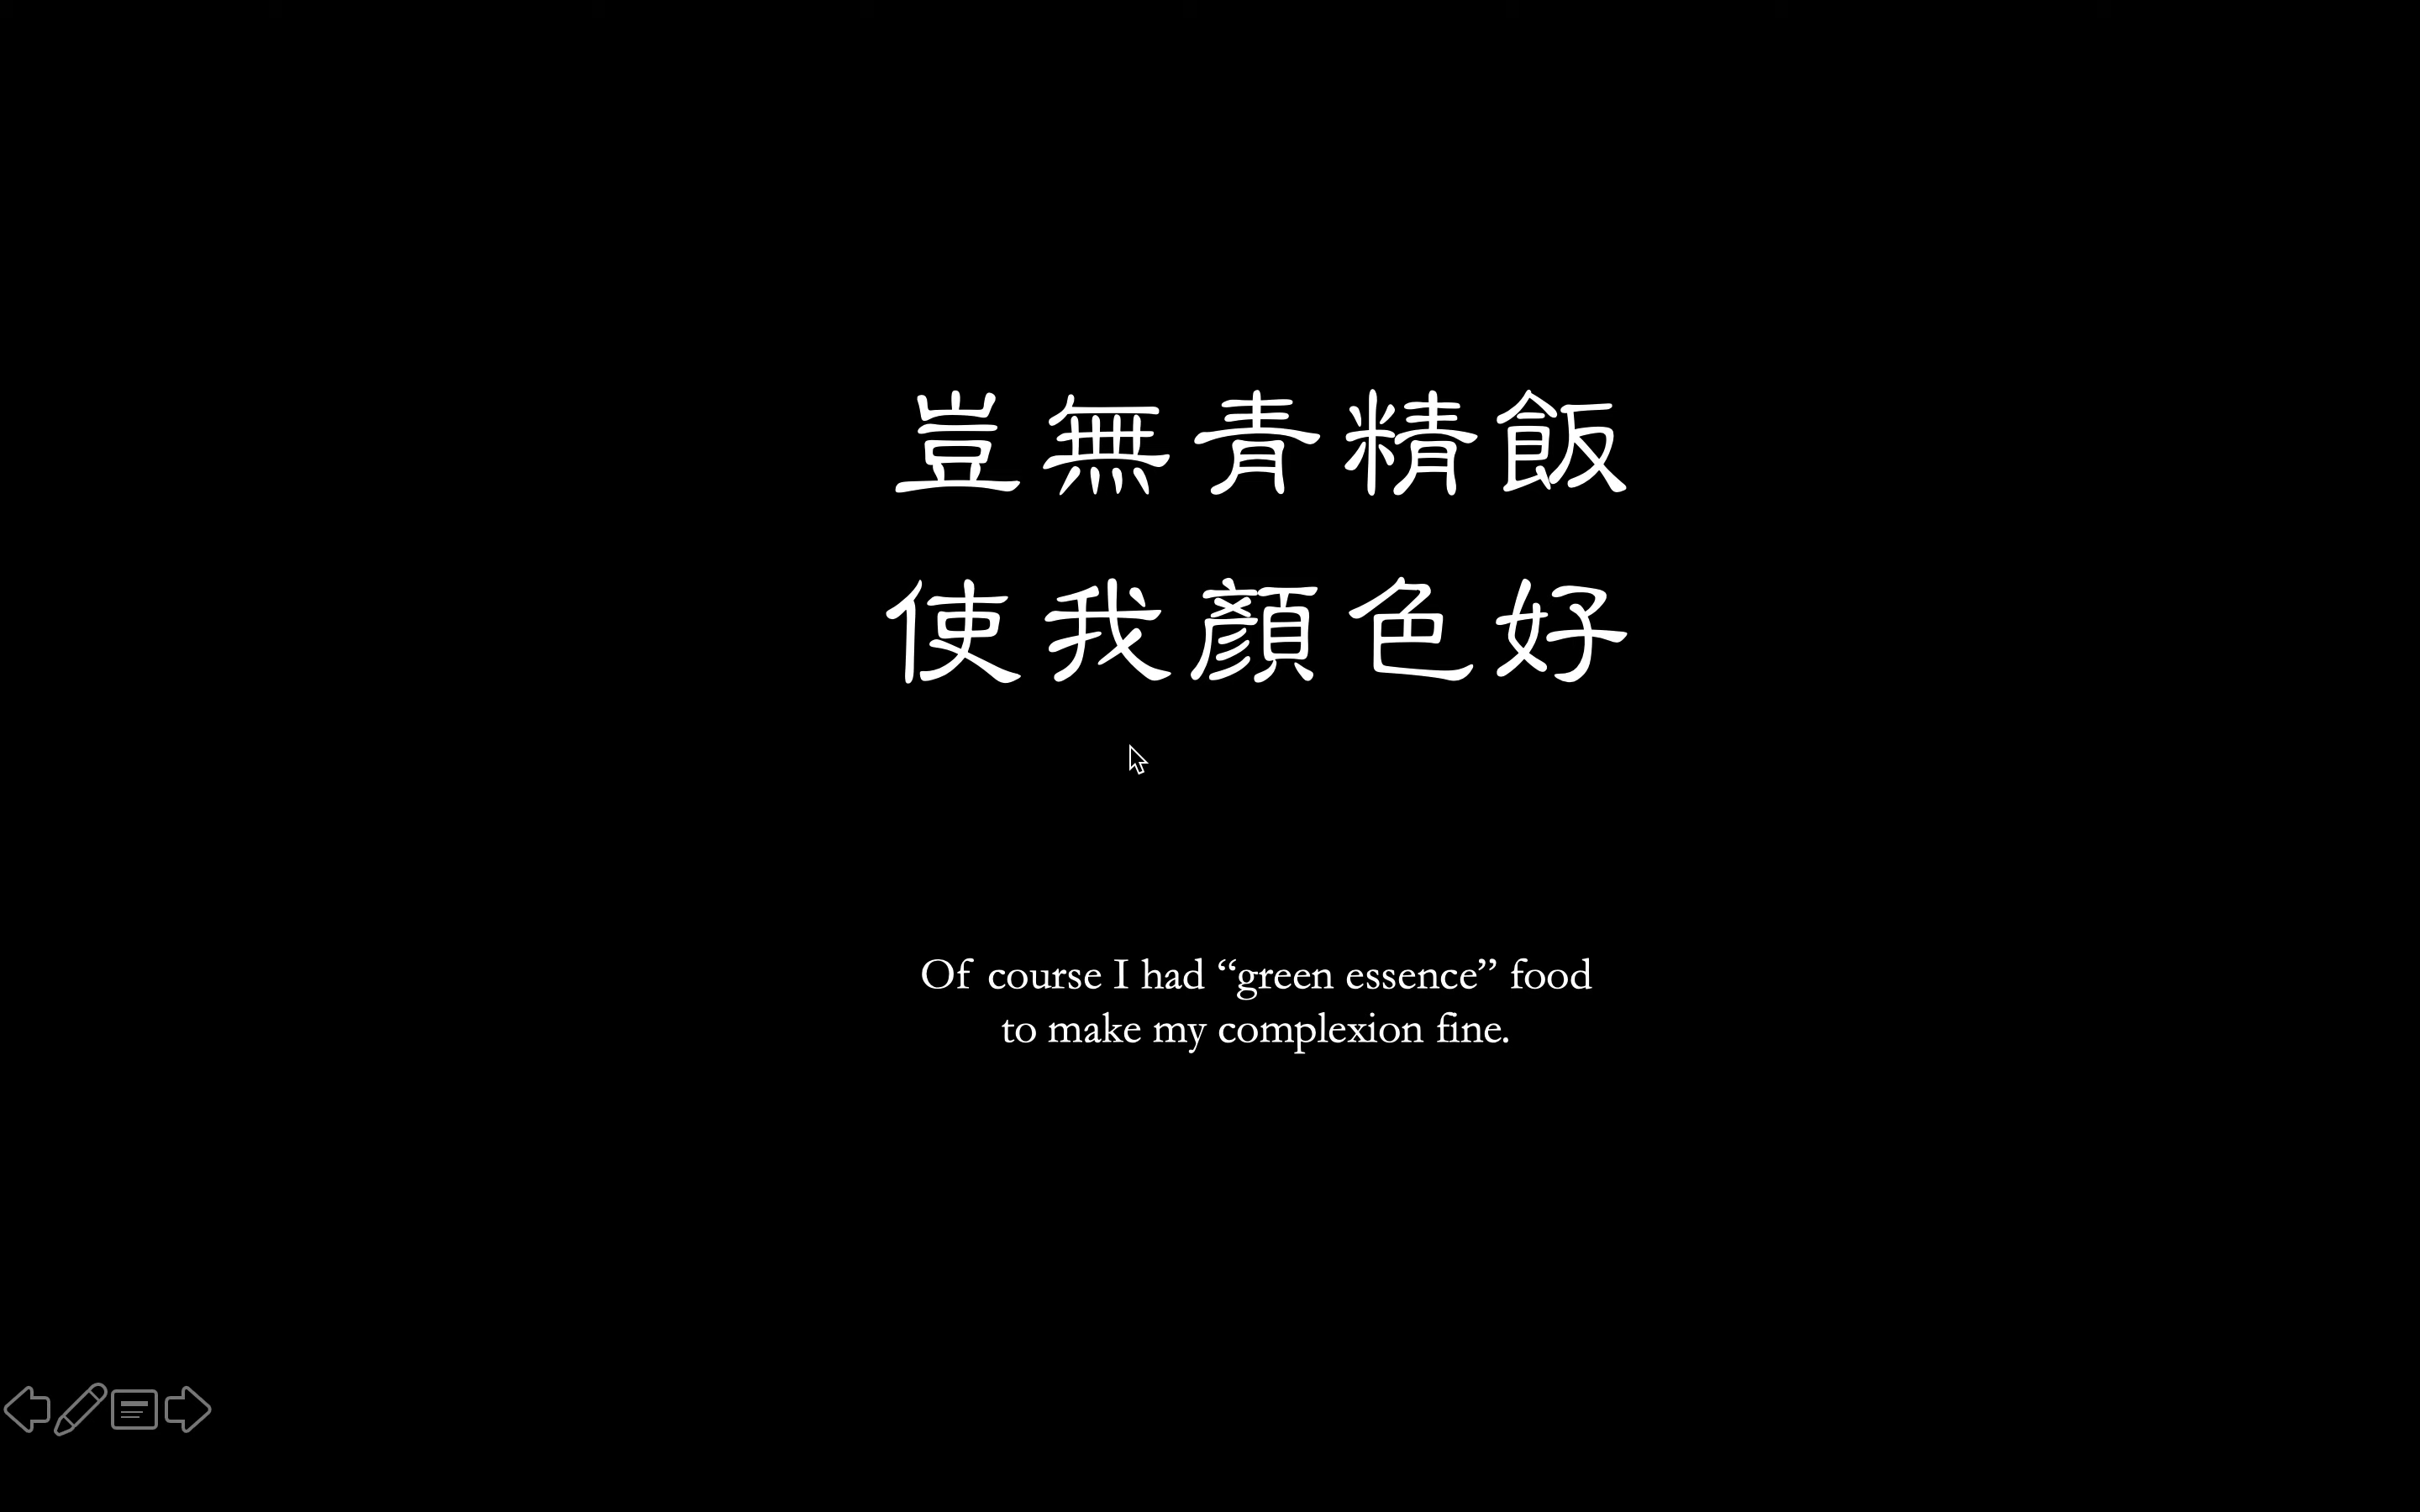 豈無青精飯
使我顏色好
Of course I had “green essence” food
to make my complexion fine.